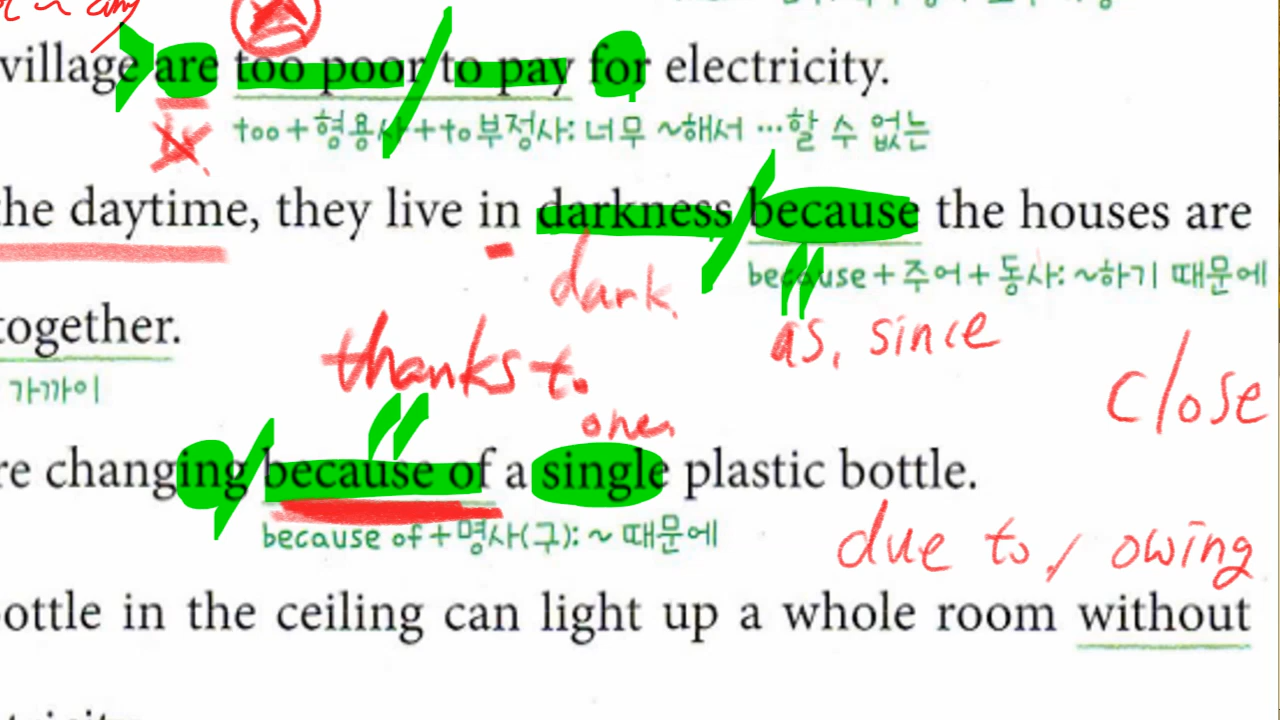 village are too poor to pay for electricity.
too+형용사+to부정사: 너무 ~해서 …할 수 없는
the daytime, they live in darkness because the houses are
because+주어+동사: ~하기 때문에
dark.
as, since
together.
가까이
thanks to
close
one
re changing because of a single plastic bottle.
because of+명사(구): ~ 때문에
due to, owing
bottle in the ceiling can light up a whole room without